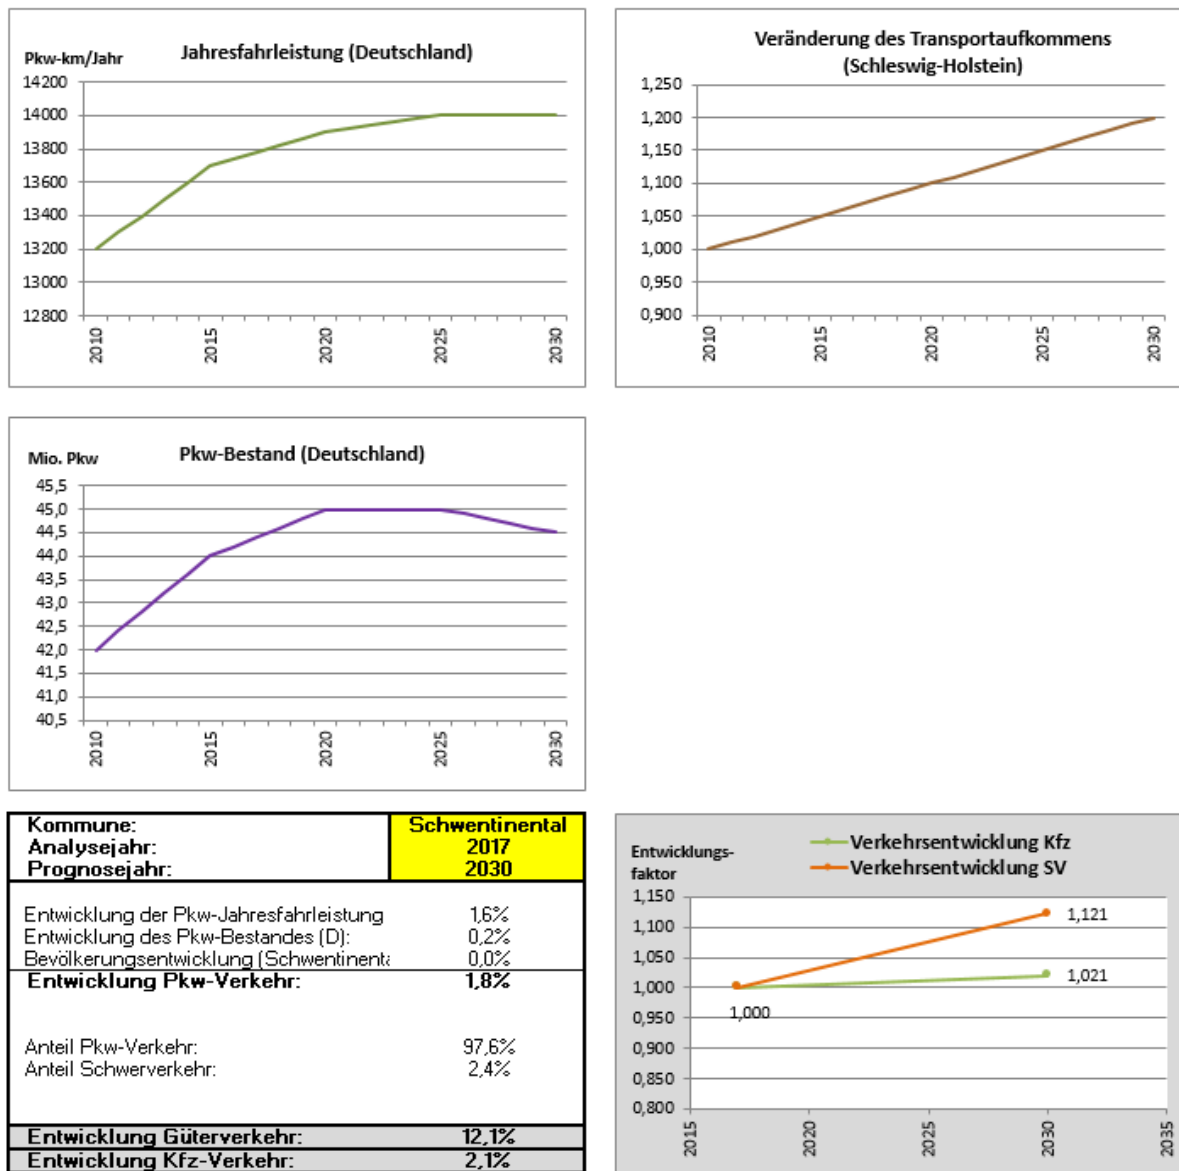 Pkw-km/Jahr
Jahresfahrleistung (Deutschland)
14200
14000
13800
13600
13400
13200
13000
12800
2010
2015
2020
2025
2030
Veränderung des Transportaufkommens
(Schleswig-Holstein)
1,250
1,200
1,150
1,100
1,050
1,000
0,950
0,900
2010
2015
2020
2025
2030
Mio. Pkw
Pkw-Bestand (Deutschland)
45,5
45,0
44,5
44,0
43,5
43,0
42,5
42,0
41,5
41,0
40,5
2010
2015
2020
2025
2030
Kommune: Schwentinental
Analysejahr: 2017
Prognosejahr: 2030
Entwicklung der Pkw-Jahresfahrleistung 1,6%
Entwicklung des Pkw-Bestandes (D): 0,2%
Bevölkerungsentwicklung (Schwentinenta 0,0%
Entwicklung Pkw-Verkehr: 1,8%
Anteil Pkw-Verkehr: 97,6%
Anteil Schwerverkehr: 2,4%
Entwicklung Güterverkehr: 12,1%
Entwicklung Kfz-Verkehr: 2,1%
Entwicklungs-
faktor
Verkehrsentwicklung Kfz
Verkehrsentwicklung SV
1,150
1,100
1,050
1,000
0,950
0,900
0,850
0,800
1,121
1,021
1,000
2015
2020
2025
2030
2035